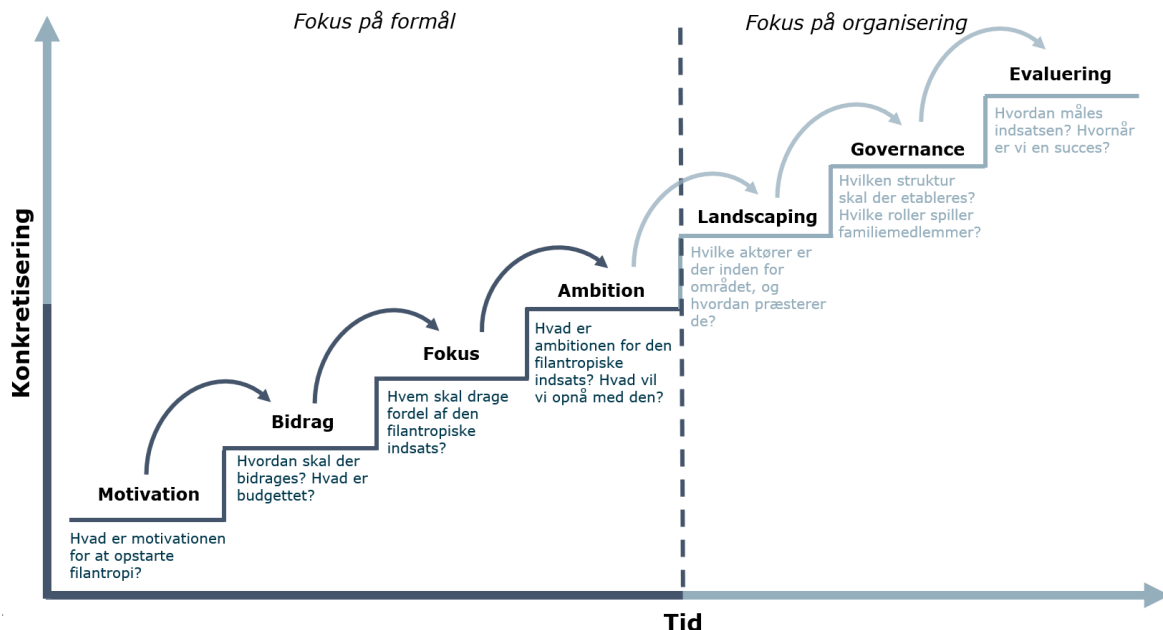 Fokus på formål
Fokus på organisering
Konkretisering
Motivation
Hvad er motivationen
for at opstarte
filantropi?
Bidrag
Hvordan skal der
bidrages? Hvad er
budgettet?
Fokus
Hvem skal drage
fordel af den
filantropiske
indsats?
Ambition
Hvad er
ambitionen for den
filantropiske
indsats? Hvad vil
vi opnå med den?
Landscaping
Hvilke aktører er
der inden for
området, og
hvordan præsterer
de?
Governance
Hvilken struktur
skal der etableres?
Hvilke roller spiller
familiemedlemmer?
Evaluering
Hvordan måles
indsatsen? Hvornår
er vi en succes?
Tid